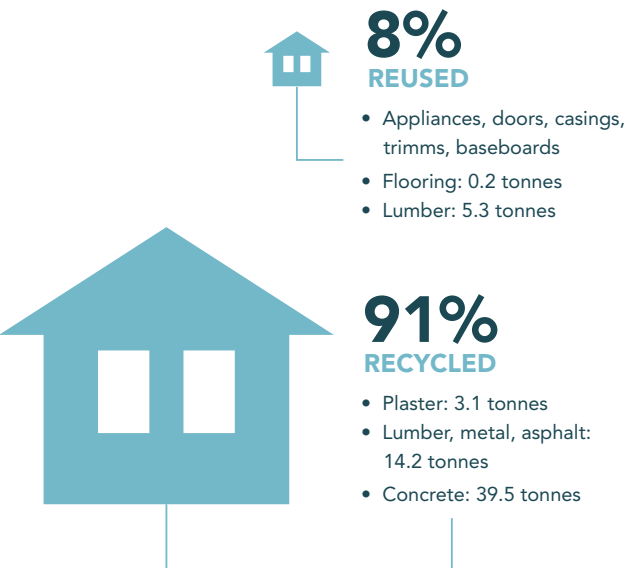 8%
REUSED
• Appliances, doors, casings,
trimms, baseboards
• Flooring: 0.2 tonnes
• Lumber: 5.3 tonnes
91%
RECYCLED
• Plaster: 3.1 tonnes
• Lumber, metal, asphalt:
14.2 tonnes
• Concrete: 39.5 tonnes